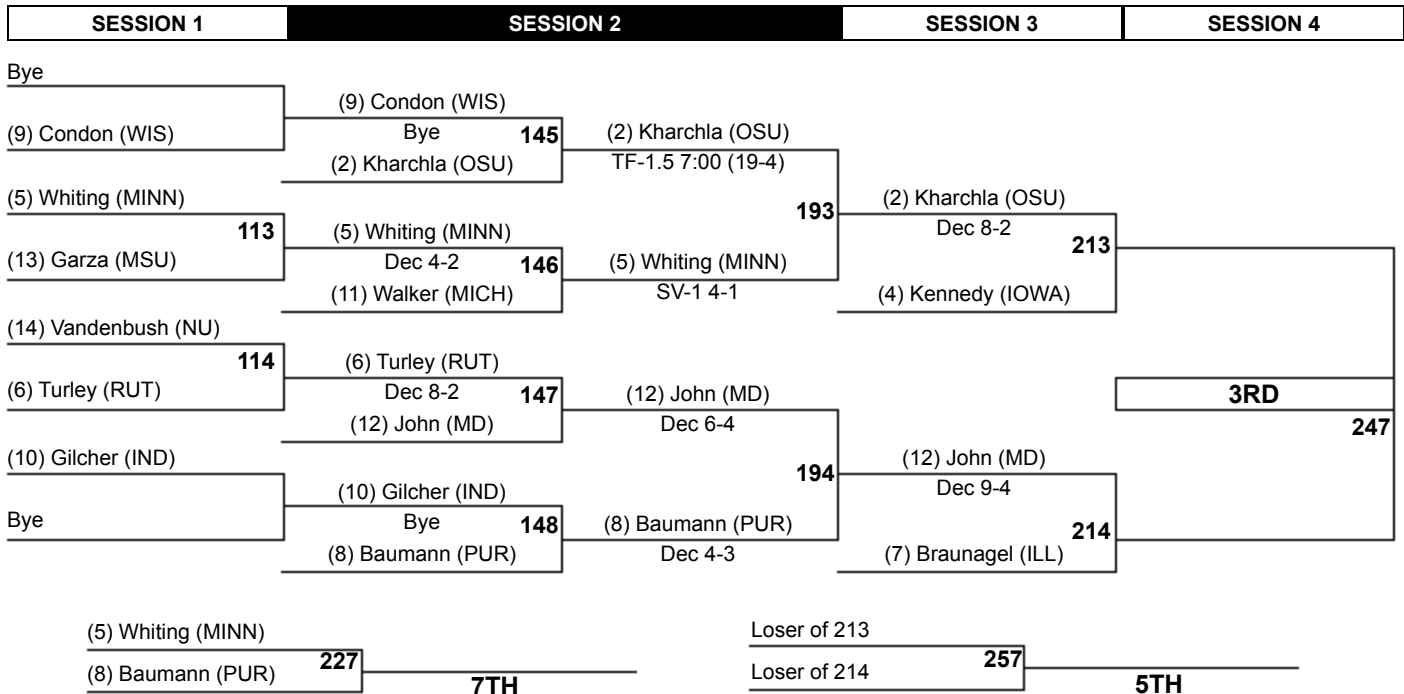 SESSION 1 SESSION 2 SESSION 3 SESSION 4
Bye
(9) Condon (WIS)
(9) Condon (WIS)
Bye 145
(2) Kharchla (OSU)
(2) Kharchla (OSU)
TF-1.5 7:00 (19-4)
(5) Whiting (MINN)
113
(13) Garza (MSU)
(5) Whiting (MINN)
Dec 4-2 146
(11) Walker (MICH)
(5) Whiting (MINN)
SV-1 4-1
193
(2) Kharchla (OSU)
Dec 8-2
213
(4) Kennedy (IOWA)
(14) Vandenbush (NU)
114
(6) Turley (RUT)
(6) Turley (RUT)
Dec 8-2 147
(12) John (MD)
(12) John (MD)
Dec 6-4
(10) Gilcher (IND)
Bye
(10) Gilcher (IND)
Bye 148
(8) Baumann (PUR)
(8) Baumann (PUR)
Dec 4-3
194
(12) John (MD)
Dec 9-4
214
(7) Braunagel (ILL)
3RD
247
(5) Whiting (MINN)
227
(8) Baumann (PUR)
7TH
Loser of 213
257
Loser of 214
5TH